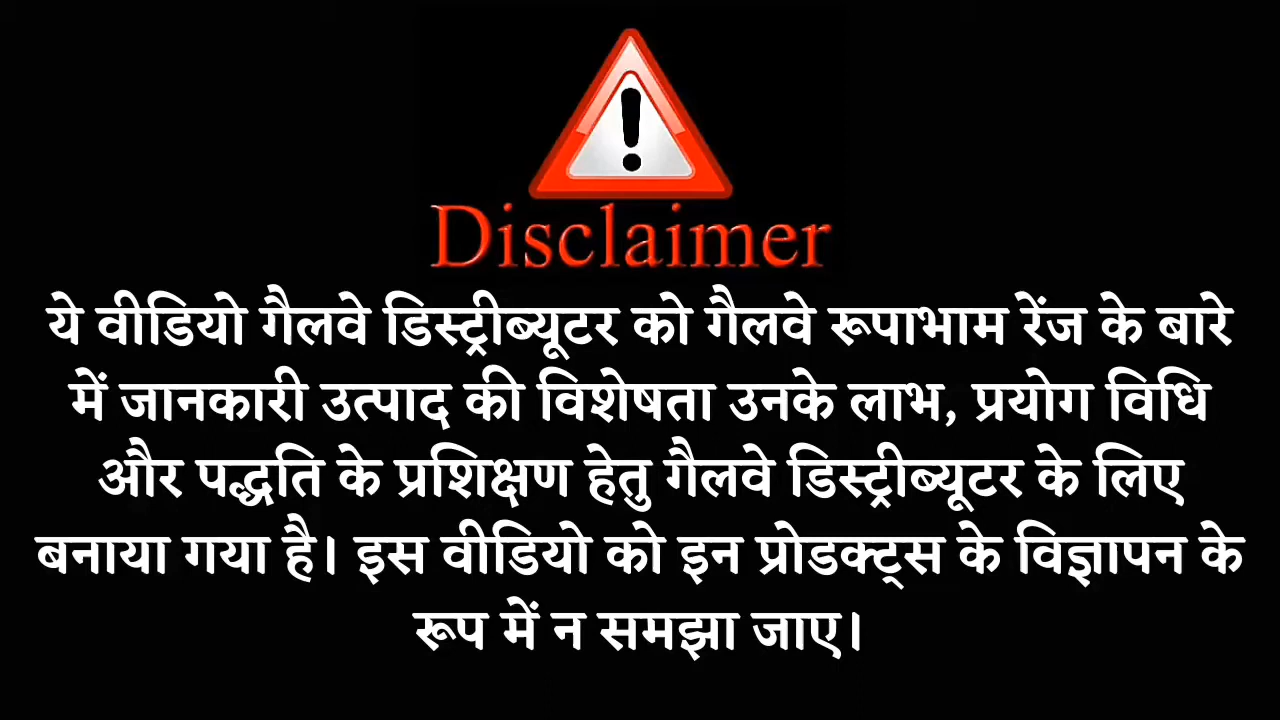 Disclaimer
ये वीडियो गैलवे डिस्ट्रीब्यूटर को गैलवे रूपाभाम रेंज के बारे
में जानकारी उत्पाद की विशेषता उनके लाभ, प्रयोग विधि
और पद्धति के प्रशिक्षण हेतु गैलवे डिस्ट्रीब्यूटर के लिए
बनाया गया है। इस वीडियो को इन प्रोडक्ट्स के विज्ञापन के
रूप में न समझा जाए।